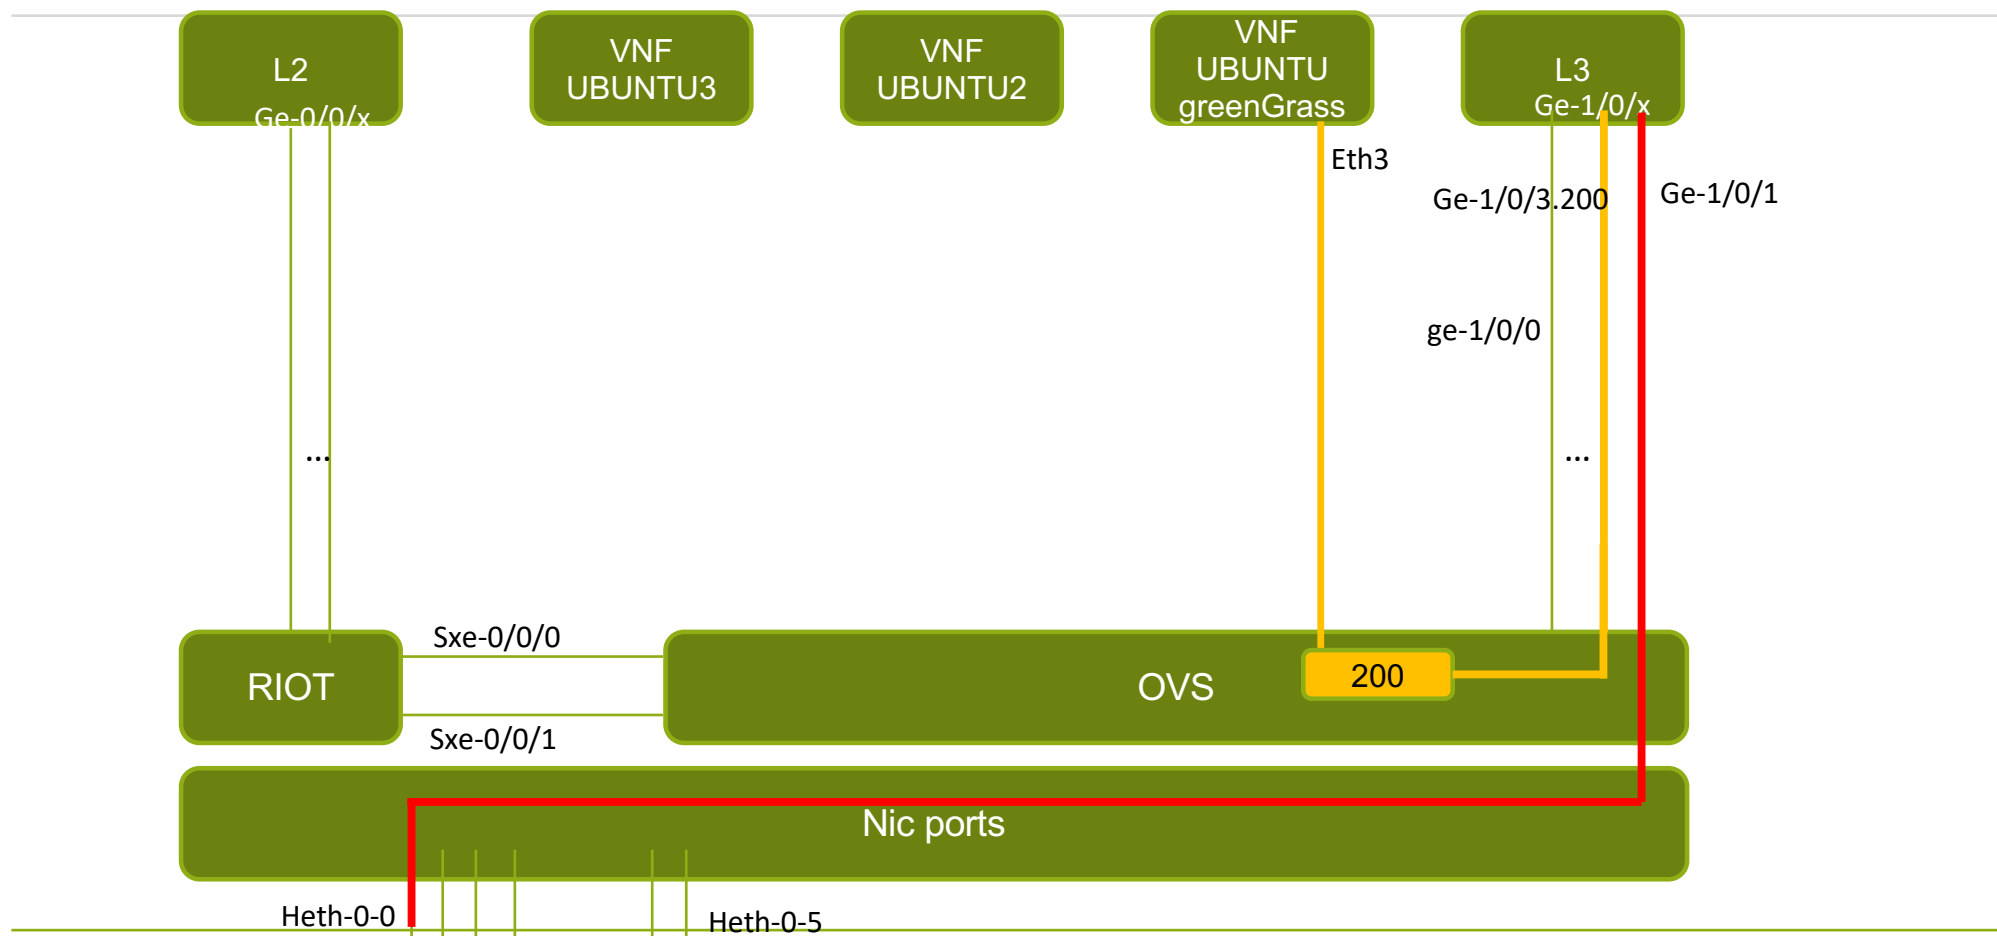 L2
Ge-0/0/x
VNF
UBUNTU3
VNF
UBUNTU2
VNF
UBUNTU
greenGrass
L3
Ge-1/0/x
Eth3
Ge-1/0/3.200
Ge-1/0/1
ge-1/0/0
...
...
Sxe-0/0/0
RIOT
OVS
200
Sxe-0/0/1
Nic ports
Heth-0-0
Heth-0-5